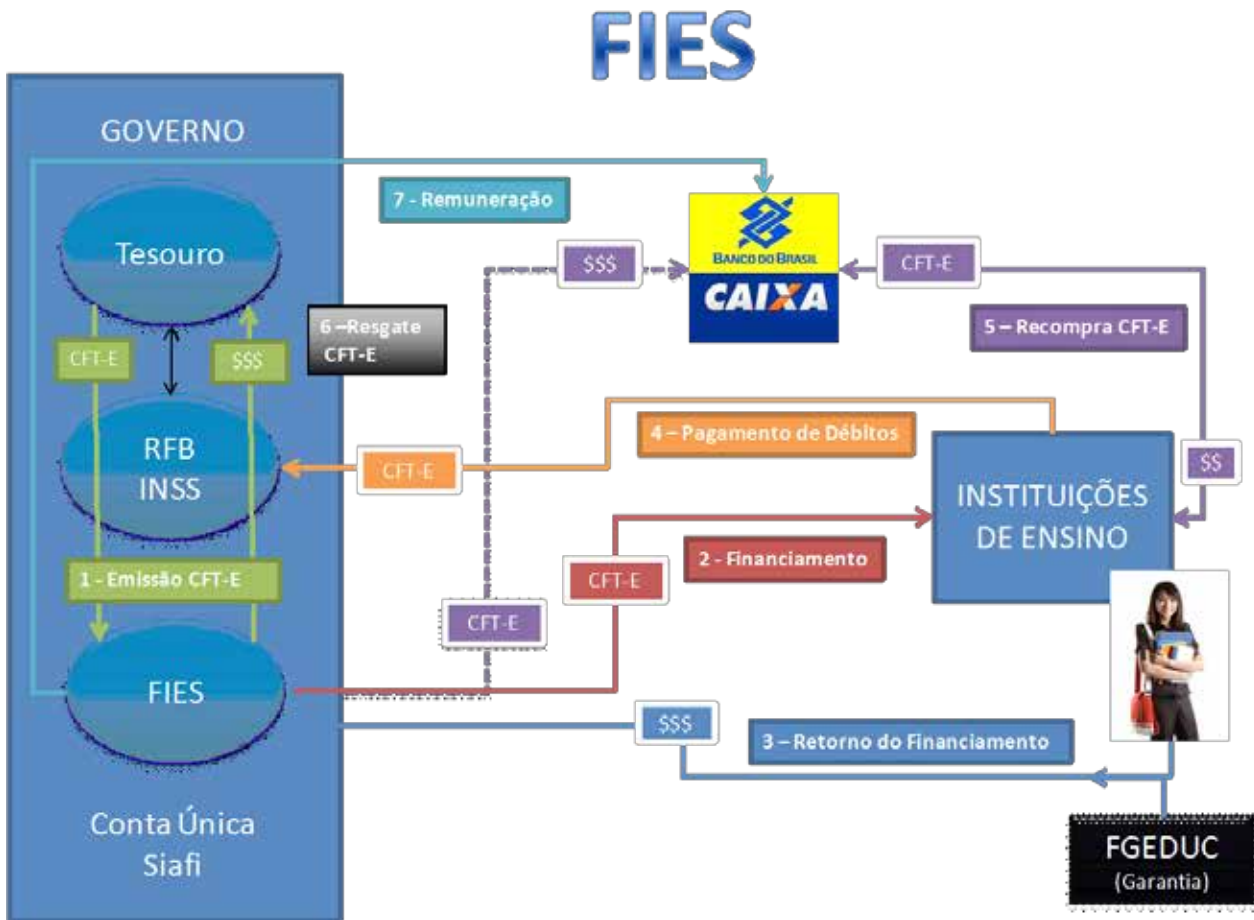 FIES
GOVERNO
7 - Remuneração
Tesouro
$$$
BANCO DO BRASIL
CAIXA
CFT-E
6 –Resgate
CFT-E
5 – Recompra CFT-E
CFT-E
$$$
4 – Pagamento de Débitos
RFB
INSS
CFT-E
$$
INSTITUIÇÕES
DE ENSINO
2 - Financiamento
1 - Emissão CFT-E
CFT-E
CFT-E
FIES
$$$
3 – Retorno do Financiamento
Conta Única
Siafi
FGEDUC
(Garantia)